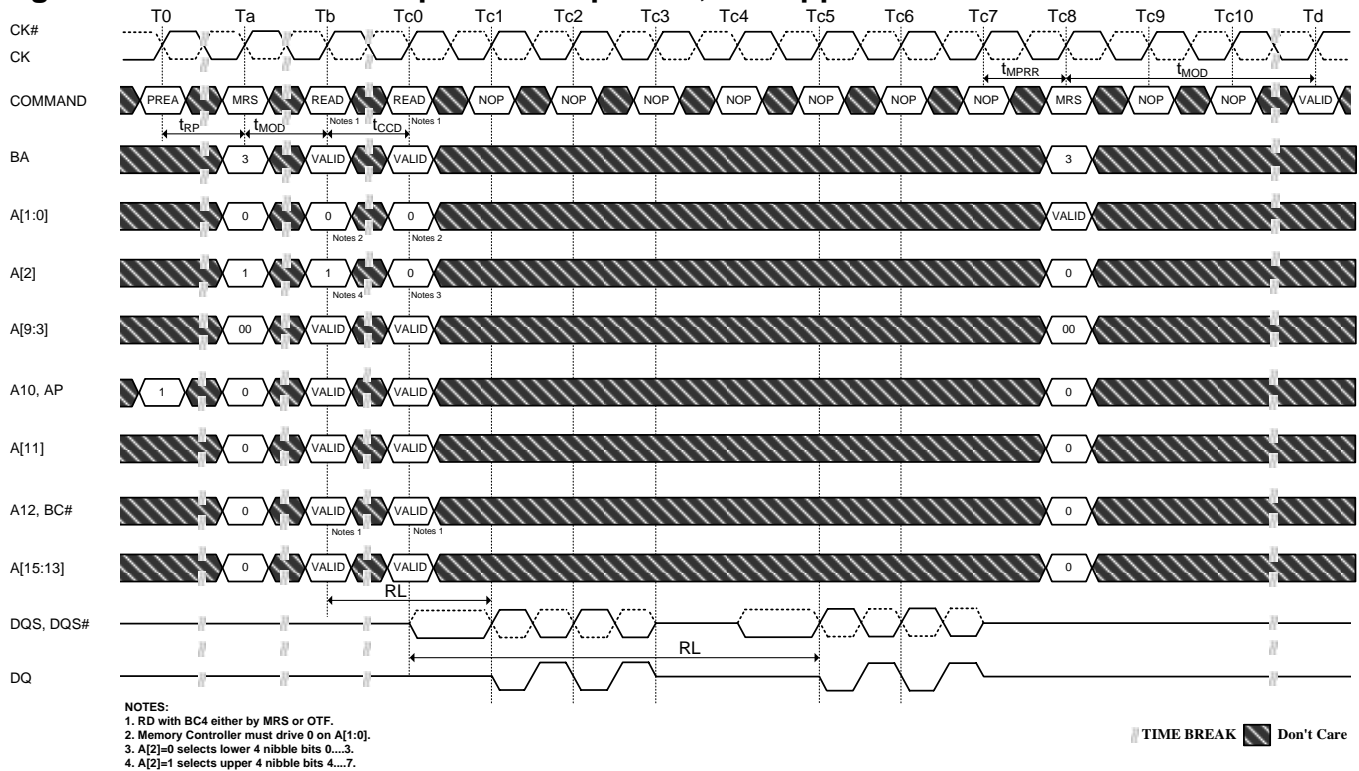 T0 Ta Tb Tc0 Tc1 Tc2 Tc3 Tc4 Tc5 Tc6 Tc7 Tc8 Tc9 Tc10 Td
CK#
CK
tMPRR tMOD
COMMAND PREA MRS READ READ NOP NOP NOP NOP NOP NOP NOP MRS NOP NOP VALID
Notes 1 Notes 1
tRP tMOD tCCD
BA 3 VALID VALID 3
A[1:0] 0 0 0 VALID
Notes 2 Notes 2
A[2] 1 1 0 0
Notes 4 Notes 3
A[9:3] 00 VALID VALID 00
A10, AP 1 0 VALID VALID 0
A[11] 0 VALID VALID 0
A12, BC# 0 VALID VALID 0
Notes 1 Notes 1
A[15:13] 0 VALID VALID 0
RL
DQS, DQS#
RL
DQ
NOTES:
1. RD with BC4 either by MRS or OTF.
2. Memory Controller must drive 0 on A[1:0].
3. A[2]=0 selects lower 4 nibble bits 0....3.
4. A[2]=1 selects upper 4 nibble bits 4....7.
TIME BREAK Don't Care